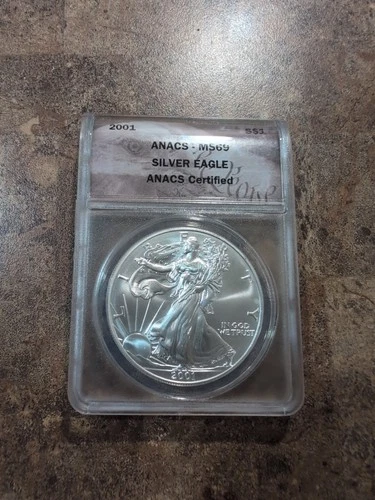 2001 S$1
ANACS - MS69
SILVER EAGLE
ANACS Certified
LIBERTY
IN GOD
WE TRUST
2001